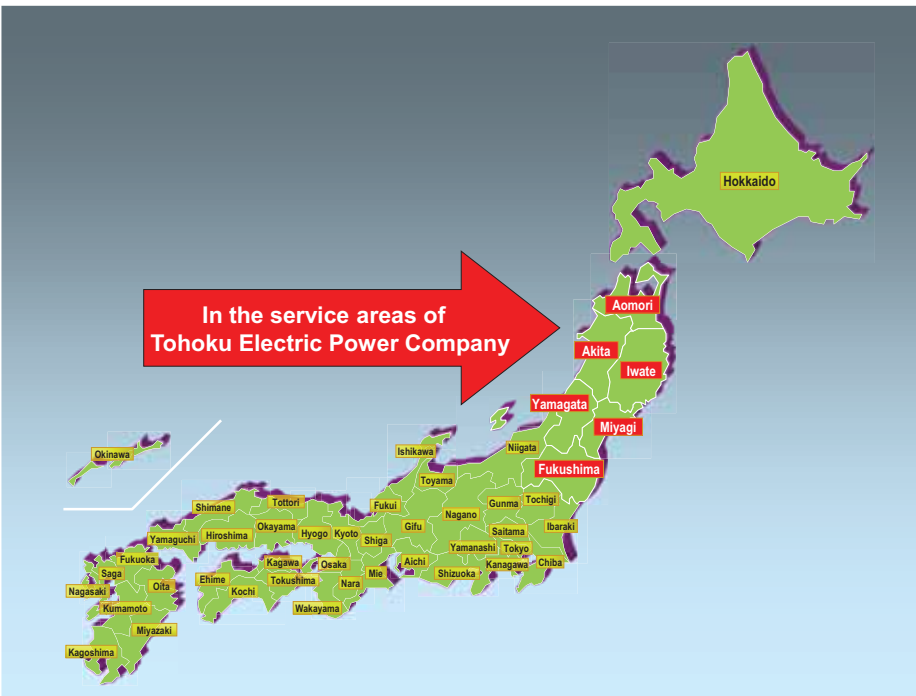 Hokkaido
In the service areas of
Tohoku Electric Power Company
Aomori
Akita
Iwate
Yamagata
Miyagi
Fukushima
Okinawa
Ishikawa
Niigata
Toyama
Shimane
Tottori
Fukui
Nagano
Gunma
Tochigi
Yamaguchi
Hiroshima
Okayama
Hyogo
Kyoto
Shiga
Gifu
Saitama
Ibaraki
Fukuoka
Saga
Nagasaki
Oita
Kumamoto
Miyazaki
Kagoshima
Ehime
Kochi
Kagawa
Tokushima
Osaka
Nara
Mie
Wakayama
Aichi
Shizuoka
Yamanashi
Tokyo
Kanagawa
Chiba